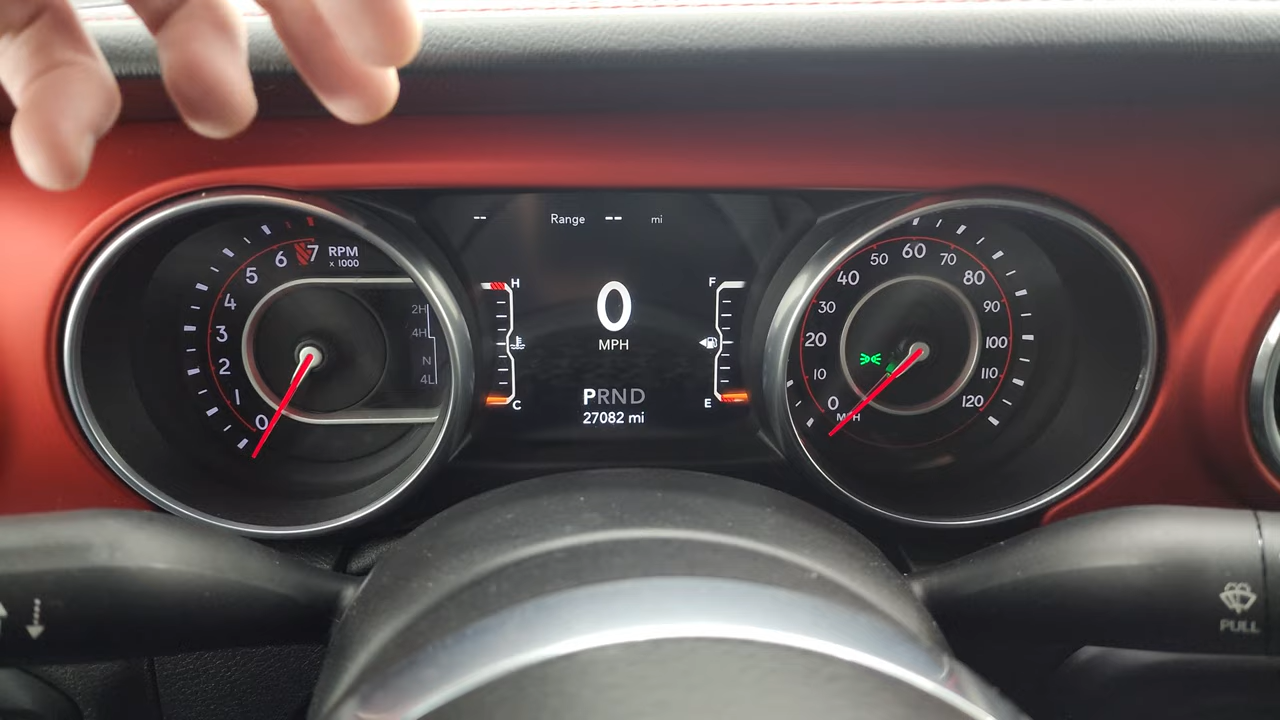 -- Range -- mi
7 RPM
6 x 1000
5
4
3
2
1
0
2H
4H
N
4L
H
C
0
MPH
PRND
27082 mi
F
E
0 10 20 30 40 50 60 70 80 90 100 110 120
MPH
PULL